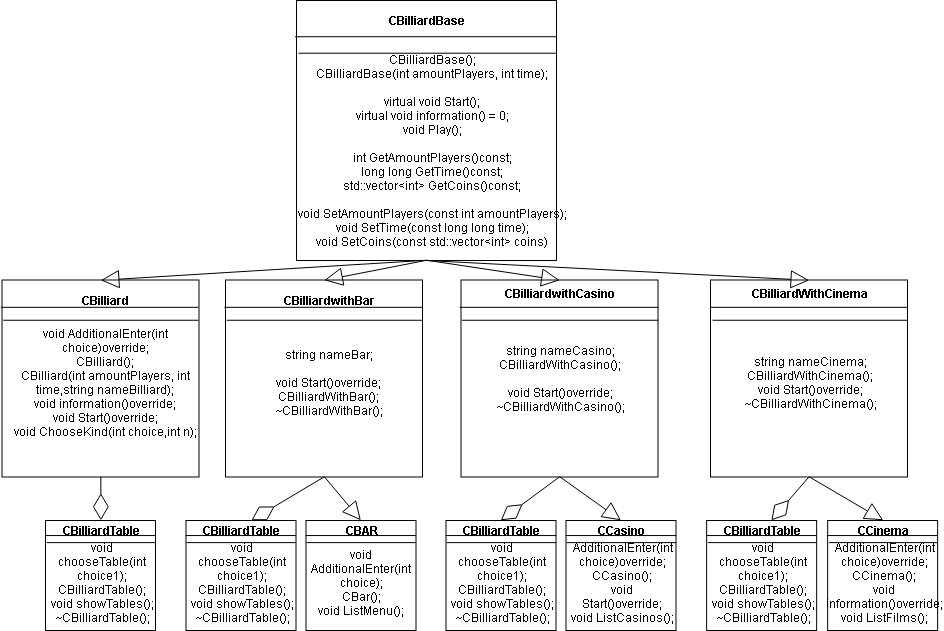 CBilliardBase
CBilliardBase();
CBilliardBase(int amountPlayers, int time);
virtual void Start();
virtual void information() = 0;
void Play();
int GetAmountPlayers()const;
long long GetTime()const;
std::vector<int> GetCoins()const;
void SetAmountPlayers(const int amountPlayers);
void SetTime(const long long time);
void SetCoins(const std::vector<int> coins)
CBilliard
void AdditionalEnter(int
choice)override;
CBilliard();
CBilliard(int amountPlayers, int
time,string nameBilliard);
void information()override;
void Start()override;
void ChooseKind(int choice,int n);
CBilliardwithBar
string nameBar;
void Start()override;
CBilliardWithBar();
~CBilliardWithBar();
CBilliardwithCasino
string nameCasino;
CBilliardWithCasino();
void Start()override;
~CBilliardWithCasino();
CBilliardWithCinema
string nameCinema;
CBilliardWithCinema();
void Start()override;
~CBilliardWithCinema();
CBilliardTable
void
chooseTable(int
choice1);
CBilliardTable();
void showTables();
~CBilliardTable();
CBilliardTable
void
chooseTable(int
choice1);
CBilliardTable();
void showTables();
~CBilliardTable();
CBAR
void
AdditionalEnter(int
choice);
CBar();
void ListMenu();
CBilliardTable
void
chooseTable(int
choice1);
CBilliardTable();
void showTables();
~CBilliardTable();
CCasino
AdditionalEnter(int
choice)override;
CCasino();
void
Start()override;
void ListCasinos();
CBilliardTable
void
chooseTable(int
choice1);
CBilliardTable();
void showTables();
~CBilliardTable();
CCinema
AdditionalEnter(int
choice)override;
CCinema();
void
information()override;
void ListFilms();